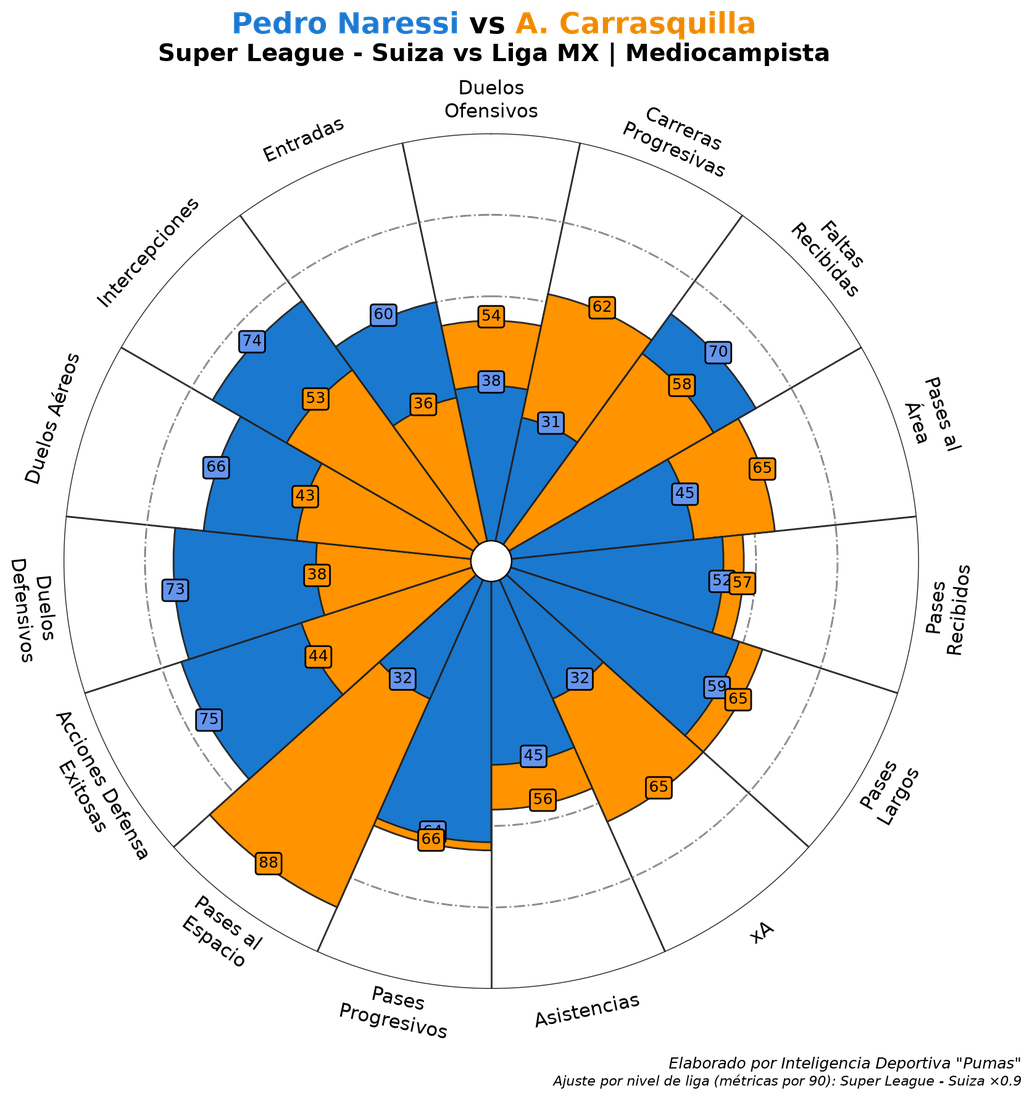 Pedro Naressi vs A. Carrasquilla
Super League - Suiza vs Liga MX | Mediocampista
Duelos
Ofensivos
Carreras
Progresivas
Faltas
Recibidas
Pases al
Área
Pases
Recibidos
Pases
Largos
xA
Asistencias
Pases
Progresivos
Pases al
Espacio
Acciones Defensa
Exitosas
Duelos
Defensivos
Duelos Aéreos
Intercepciones
Entradas
54
38
62
31
70
58
65
45
52
57
59
65
32
65
45
56
66
32
88
75
44
73
38
66
43
74
53
60
36
Elaborado por Inteligencia Deportiva "Pumas"
Ajuste por nivel de liga (métricas por 90): Super League - Suiza ×0.9